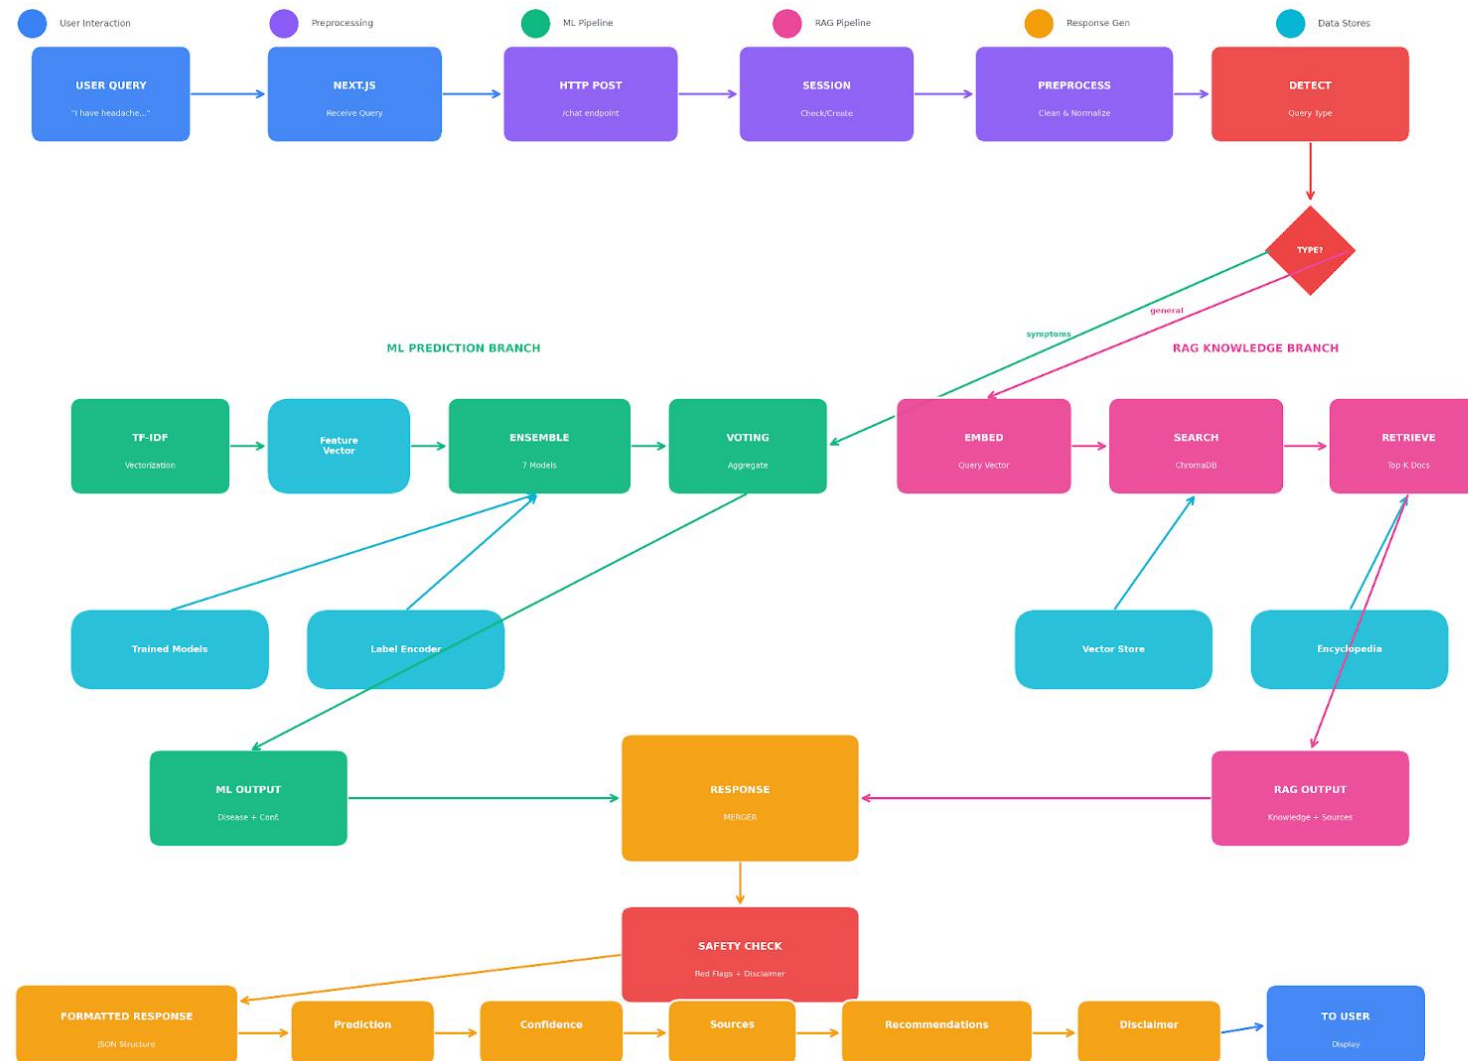 User Interaction
Preprocessing
ML Pipeline
RAG Pipeline
Response Gen
Data Stores
USER QUERY
"I have headache..."
NEXT.JS
Receive Query
HTTP POST
/chat endpoint
SESSION
Check/Create
PREPROCESS
Clean & Normalize
DETECT
Query Type
TYPE?
general
symptoms
ML PREDICTION BRANCH
RAG KNOWLEDGE BRANCH
TF-IDF
Vectorization
Feature
Vector
ENSEMBLE
7 Models
VOTING
Aggregate
EMBED
Query Vector
SEARCH
ChromaDB
RETRIEVE
Top-K Docs
Trained Models
Label Encoder
Vector Store
Encyclopedia
ML OUTPUT
Disease + Conf.
RESPONSE
MERGER
RAG OUTPUT
Knowledge + Sources
SAFETY CHECK
Red Flags + Disclaimer
FORMATTED RESPONSE
JSON Structure
Prediction
Confidence
Sources
Recommendations
Disclaimer
TO USER
Display